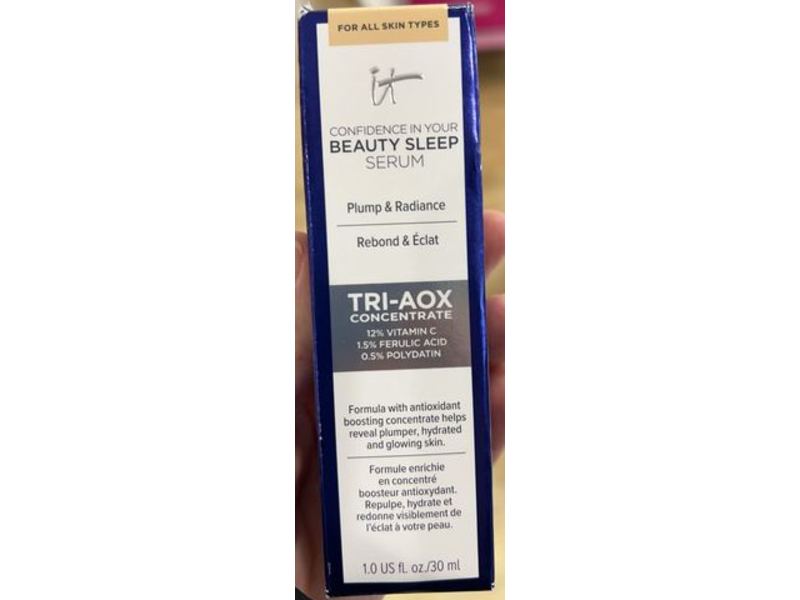 FOR ALL SKIN TYPES
it
CONFIDENCE IN YOUR
BEAUTY SLEEP
SERUM
Plump & Radiance
Rebond & Éclat
TRI-AOX
CONCENTRATE
12% VITAMIN C
1.5% FERULIC ACID
0.5% POLYDATIN
Formula with antioxidant
boosting concentrate helps
reveal plumper, hydrated
and glowing skin.
Formule enrichie
en concentré
boosteur antioxydant.
Repulpe, hydrate et
redonne visiblement de
l'éclat à votre peau.
1.0 US fl. oz./30 ml